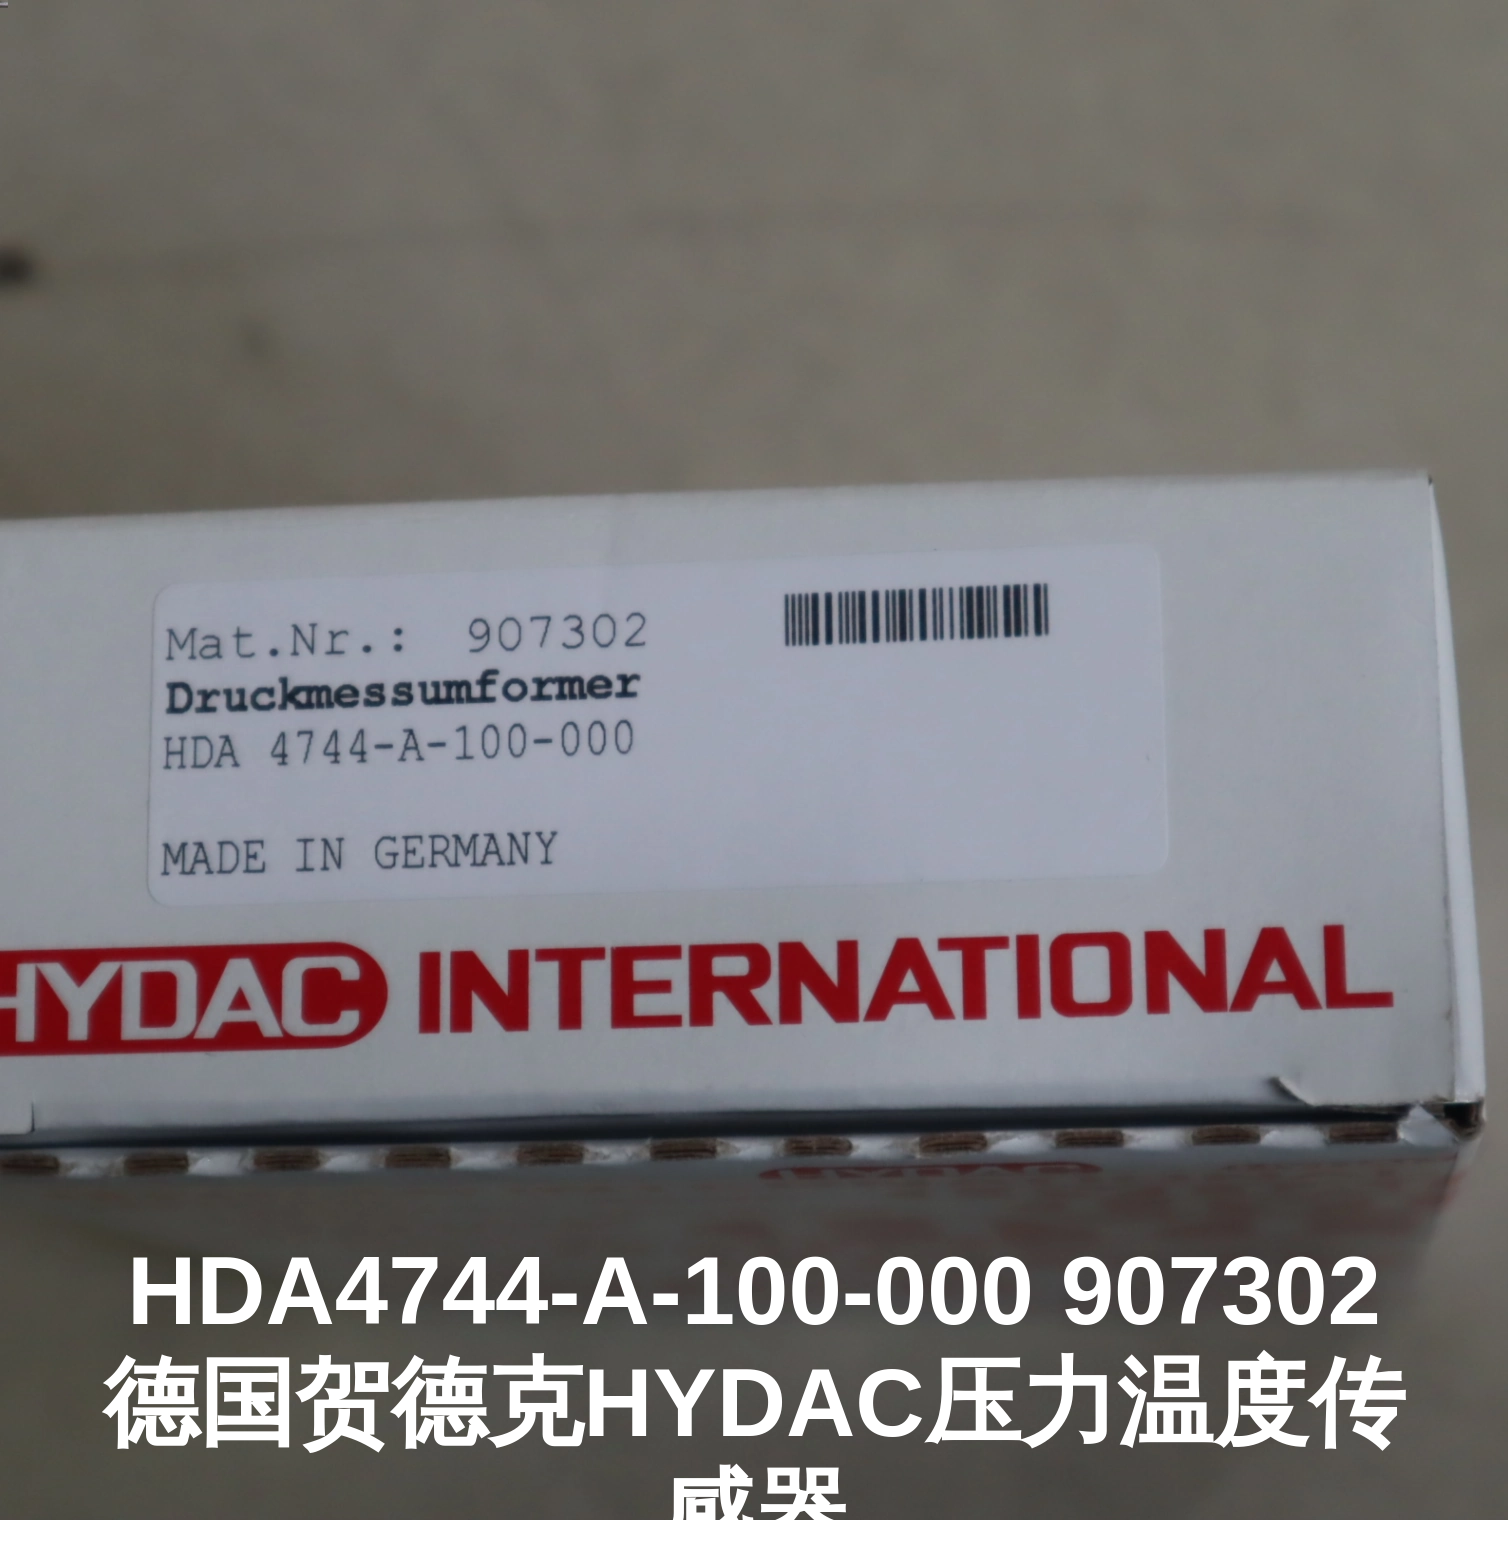 Mat.Nr.: 907302
Druckmessumformer
HDA 4744-A-100-000
MADE IN GERMANY
HYDAC INTERNATIONAL
HDA4744-A-100-000 907302
德国贺德克HYDAC压力温度传
感器